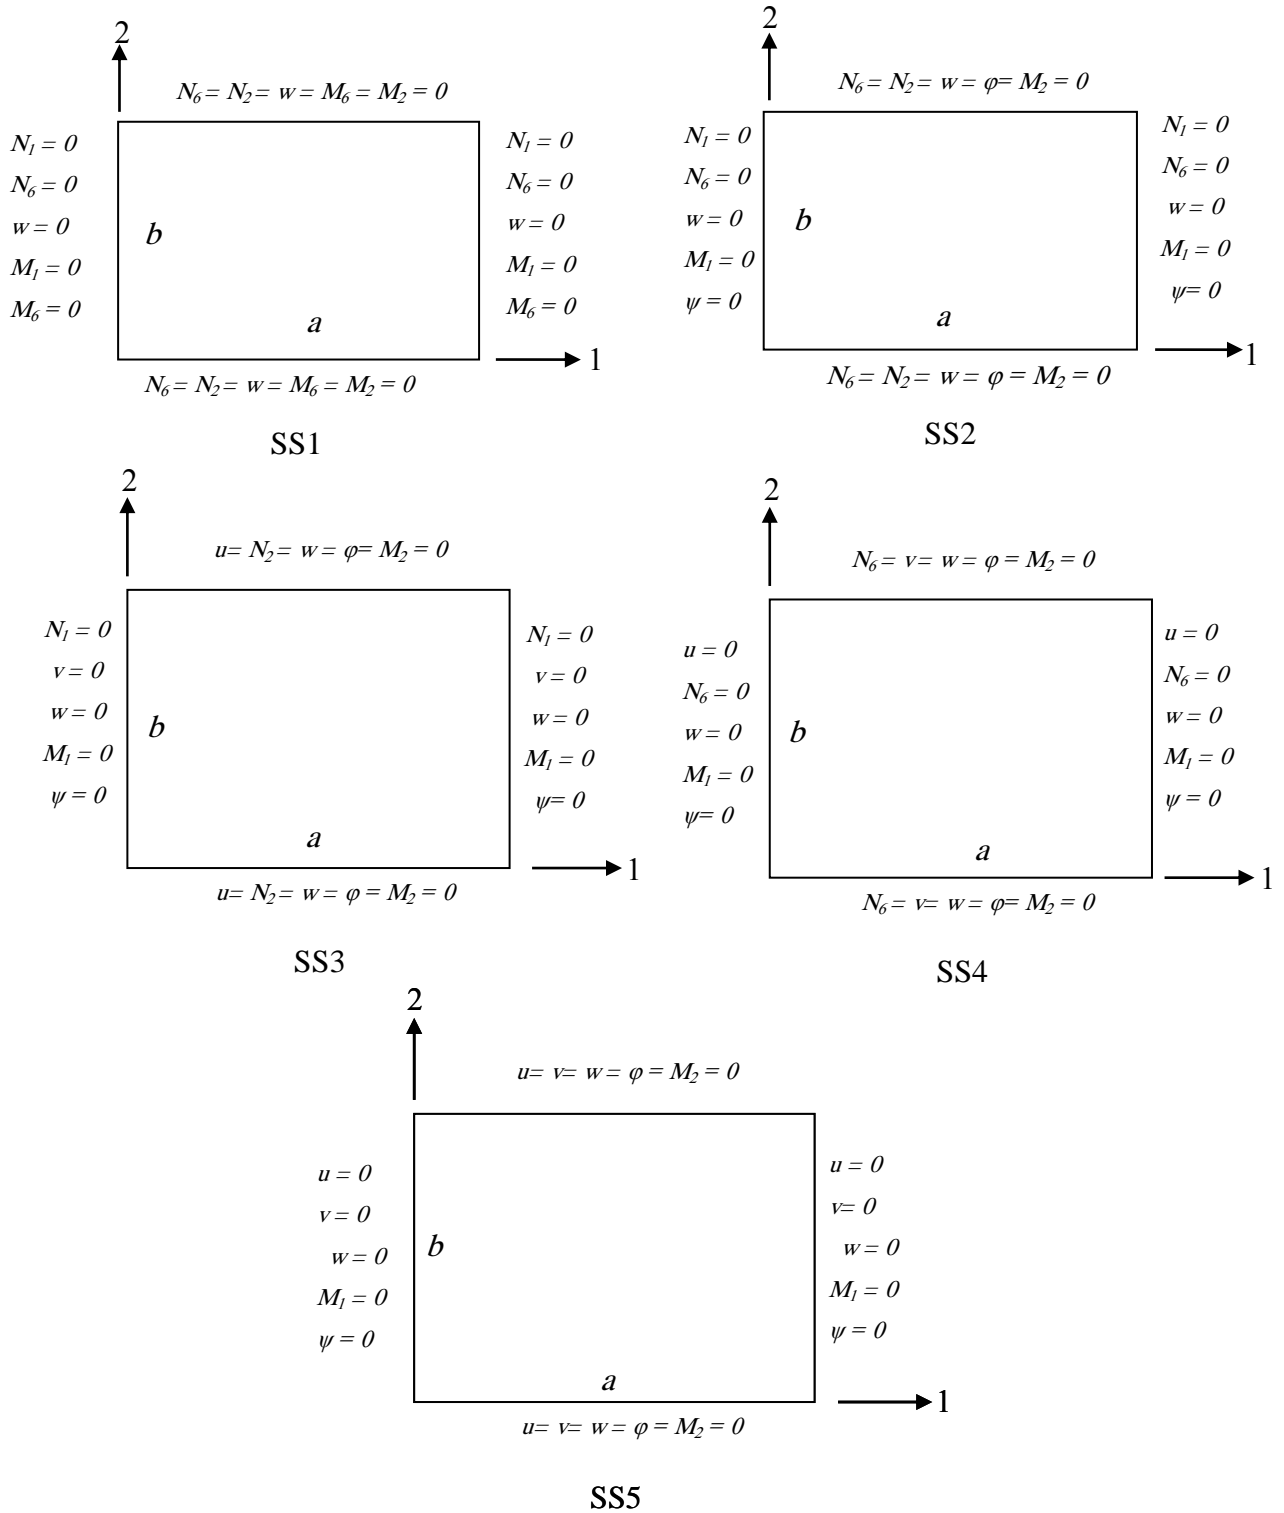 2
N₆ = N₂ = w = M₆ = M₂ = 0
N₁ = 0
N₆ = 0
w = 0
M₁ = 0
M₆ = 0
b
a
N₁ = 0
N₆ = 0
w = 0
M₁ = 0
M₆ = 0
1
N₆ = N₂ = w = M₆ = M₂ = 0
SS1
2
N₆ = N₂ = w = φ= M₂ = 0
N₁ = 0
N₆ = 0
w = 0
M₁ = 0
ψ = 0
b
a
N₁ = 0
N₆ = 0
w = 0
M₁ = 0
ψ= 0
1
N₆ = N₂ = w = φ = M₂ = 0
SS2
2
u= N₂ = w = φ= M₂ = 0
N₁ = 0
v = 0
w = 0
M₁ = 0
ψ = 0
b
a
N₁ = 0
v = 0
w = 0
M₁ = 0
ψ= 0
1
u= N₂ = w = φ = M₂ = 0
SS3
2
N₆ = v = w = φ = M₂ = 0
u = 0
N₆ = 0
w = 0
M₁ = 0
ψ= 0
b
a
u = 0
N₆ = 0
w = 0
M₁ = 0
ψ = 0
1
N₆ = v= w = φ= M₂ = 0
SS4
2
u= v= w = φ = M₂ = 0
u = 0
v = 0
w = 0
M₁ = 0
ψ = 0
b
a
u = 0
v= 0
w = 0
M₁ = 0
ψ = 0
1
u= v= w = φ = M₂ = 0
SS5